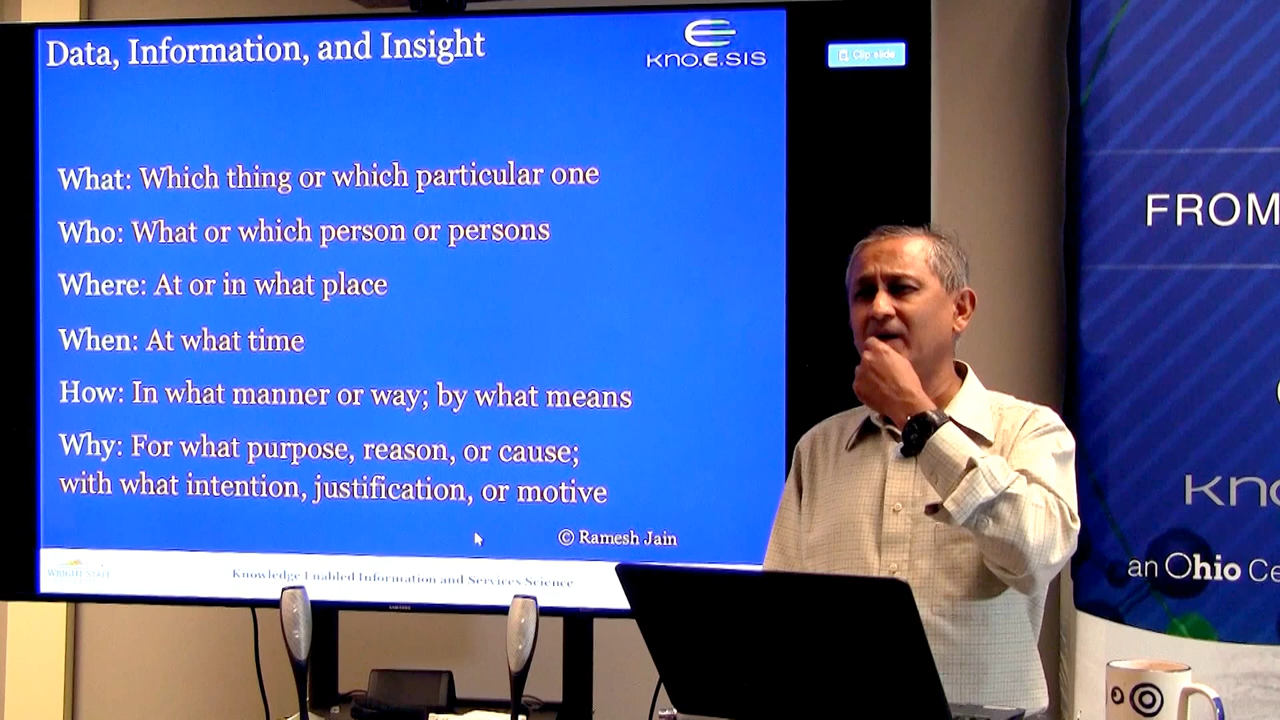 Data, Information, and Insight
KNO.E.SIS
Clip slide
What: Which thing or which particular one
Who: What or which person or persons
Where: At or in what place
When: At what time
How: In what manner or way; by what means
Why: For what purpose, reason, or cause;
with what intention, justification, or motive
© Ramesh Jain
WRIGHT STATE
Knowledge Enabled Information and Services Science
SAMSUNG
FROM
KNO
an Ohio Ce